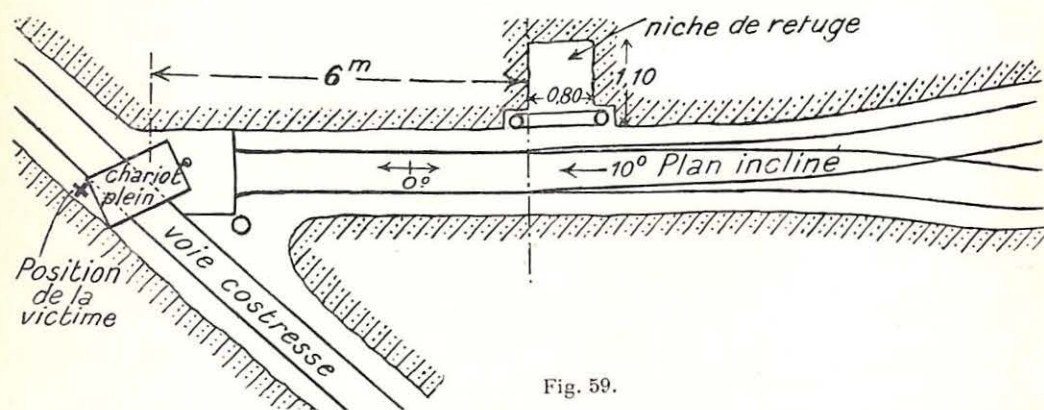 niche de refuge
6 m
1,10
0,80
chariot
plein
0°
10° Plan incliné
Position
de la
victime
voie costresse
Fig. 59.